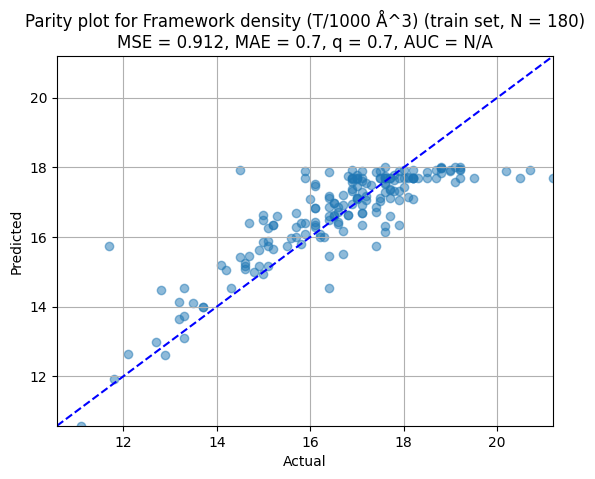 Parity plot for Framework density (T/1000 Å^3) (train set, N = 180)
MSE = 0.912, MAE = 0.7, q = 0.7, AUC = N/A
20
18
16
14
12
Predicted
12 14 16 18 20
Actual